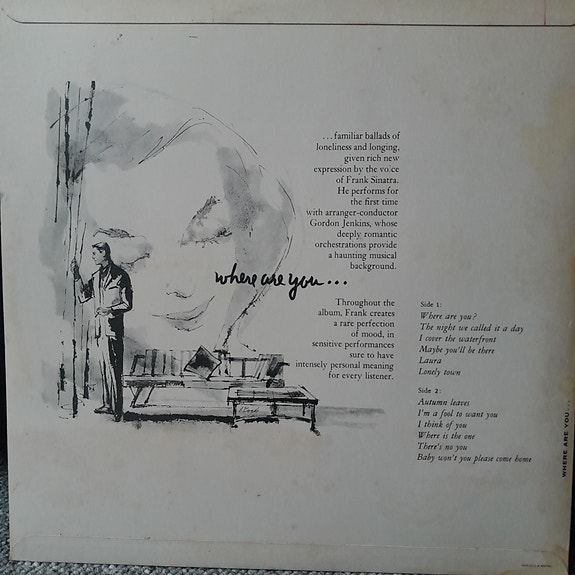 . . . familiar ballads of
loneliness and longing,
given rich new
expression by the voice
of Frank Sinatra.
He performs for
the first time
with arranger-conductor
Gordon Jenkins, whose
deeply romantic
orchestrations provide
a haunting musical
background.
where are you...
Throughout the
album, Frank creates
a rare perfection
of mood, in
sensitive performances
sure to have
intensely personal meaning
for every listener.
Side 1:
Where are you?
The night we called it a day
I cover the waterfront
Maybe you'll be there
Laura
Lonely town
Side 2:
Autumn leaves
I'm a fool to want you
I think of you
Where is the one
There's no you
Baby won't you please come home
WHERE ARE YOU...